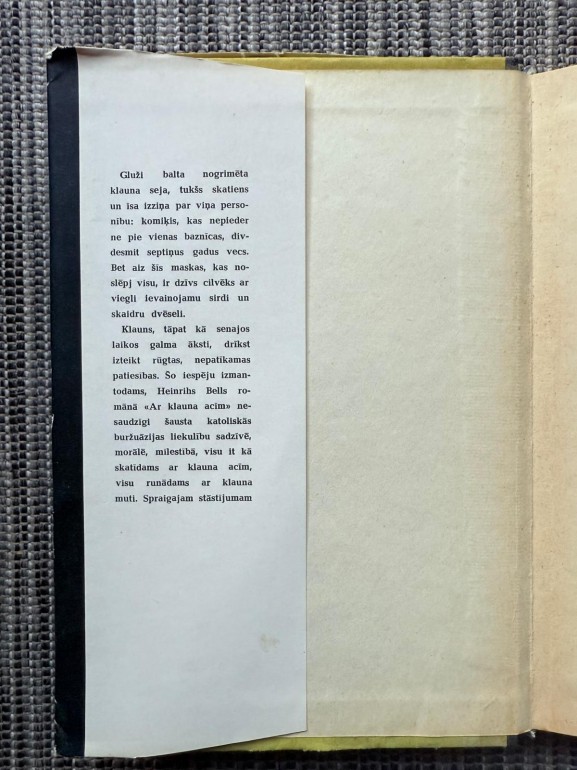 Gluži balta nogrimēta
klauna seja, tukšs skatiens
un īsa izziņa par viņa perso-
nību: komiķis, kas nepieder
ne pie vienas baznīcas, div-
desmit septiņus gadus vecs.
Bet aiz šīs maskas, kas no-
slēpj visu, ir dzīvs cilvēks ar
viegli ievainojamu sirdi un
skaidru dvēseli.
Klauns, tāpat kā senajos
laikos galma āksti, drīkst
izteikt rūgtas, nepatīkamas
patiesības. Šo iespēju izman-
todams, Heinrihs Bells ro-
mānā «Ar klauna acīm» ne-
saudzīgi šausta katoliskās
buržuāzijas liekulību sadzīvē,
morālē, mīlestībā, visu it kā
skatīdams ar klauna acīm,
visu runādams ar klauna
muti. Spraigajam stāstījumam